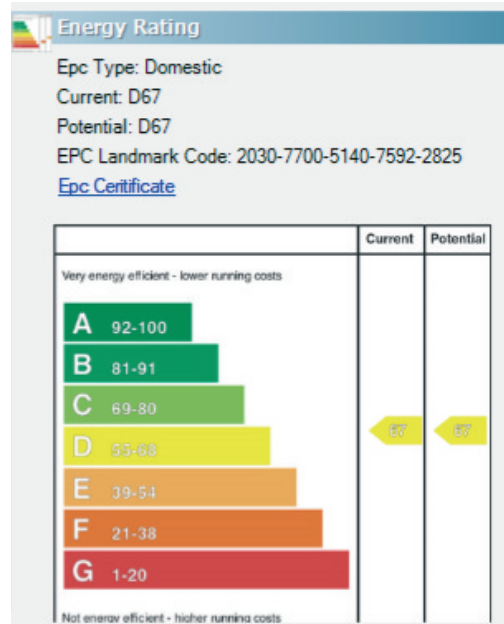 Energy Rating
Epc Type: Domestic
Current: D67
Potential: D67
EPC Landmark Code: 2030-7700-5140-7592-2825
Epc Ceritificate
Current Potential
Very energy efficient - lower running costs
A 92-100
B 81-91
C 69-80
D 55-68 67 67
E 39-54
F 21-38
G 1-20
Not energy efficient - higher running costs